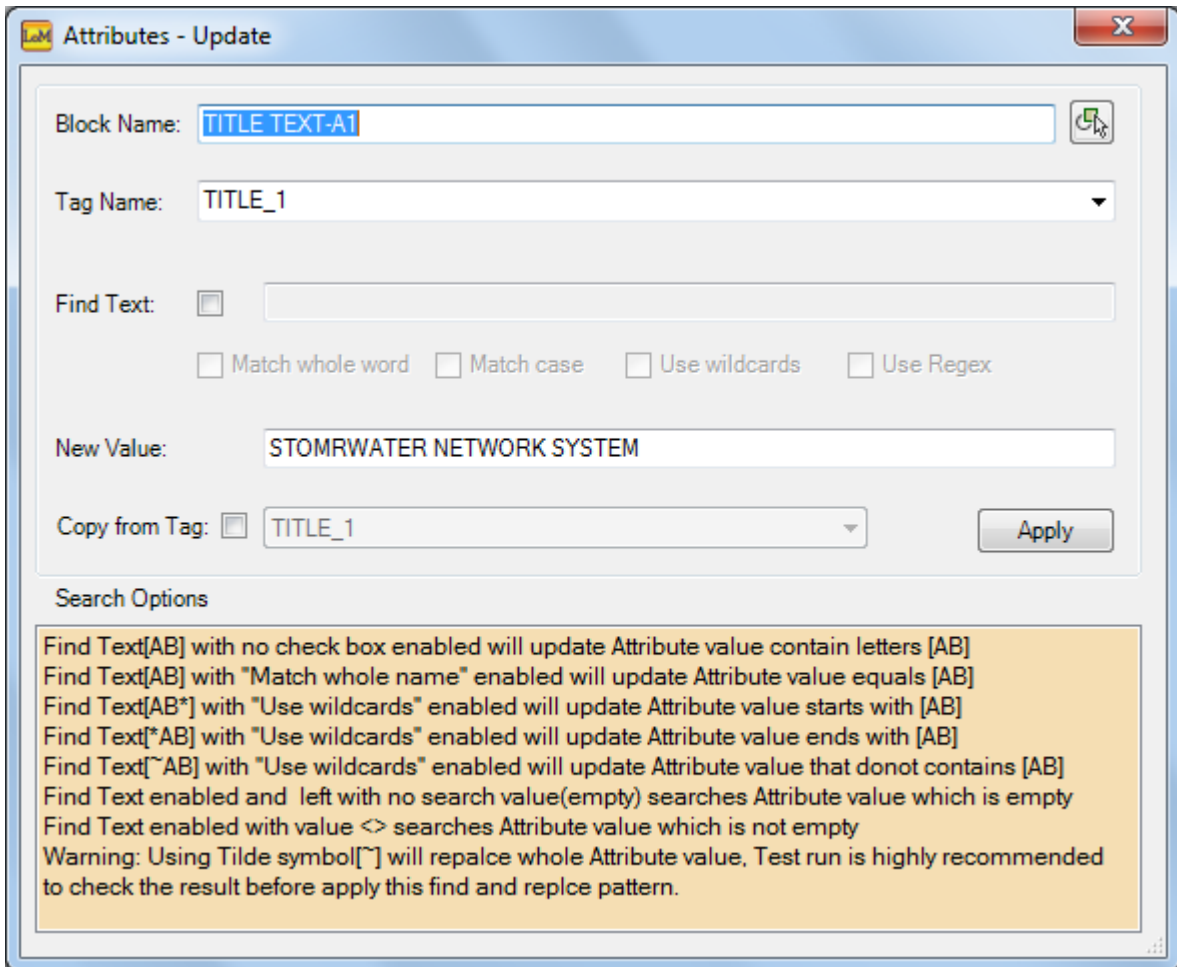 LaM Attributes - Update
Block Name: TITLE TEXT-A1
Tag Name: TITLE_1
Find Text:
Match whole word Match case Use wildcards Use Regex
New Value: STOMRWATER NETWORK SYSTEM
Copy from Tag: TITLE_1 Apply
Search Options
Find Text[AB] with no check box enabled will update Attribute value contain letters [AB]
Find Text[AB] with "Match whole name" enabled will update Attribute value equals [AB]
Find Text[AB*] with "Use wildcards" enabled will update Attribute value starts with [AB]
Find Text[*AB] with "Use wildcards" enabled will update Attribute value ends with [AB]
Find Text[~AB] with "Use wildcards" enabled will update Attribute value that donot contains [AB]
Find Text enabled and  left with no search value(empty) searches Attribute value which is empty
Find Text enabled with value <> searches Attribute value which is not empty
Warning: Using Tilde symbol[~] will repalce whole Attribute value, Test run is highly recommended
to check the result before apply this find and replce pattern.